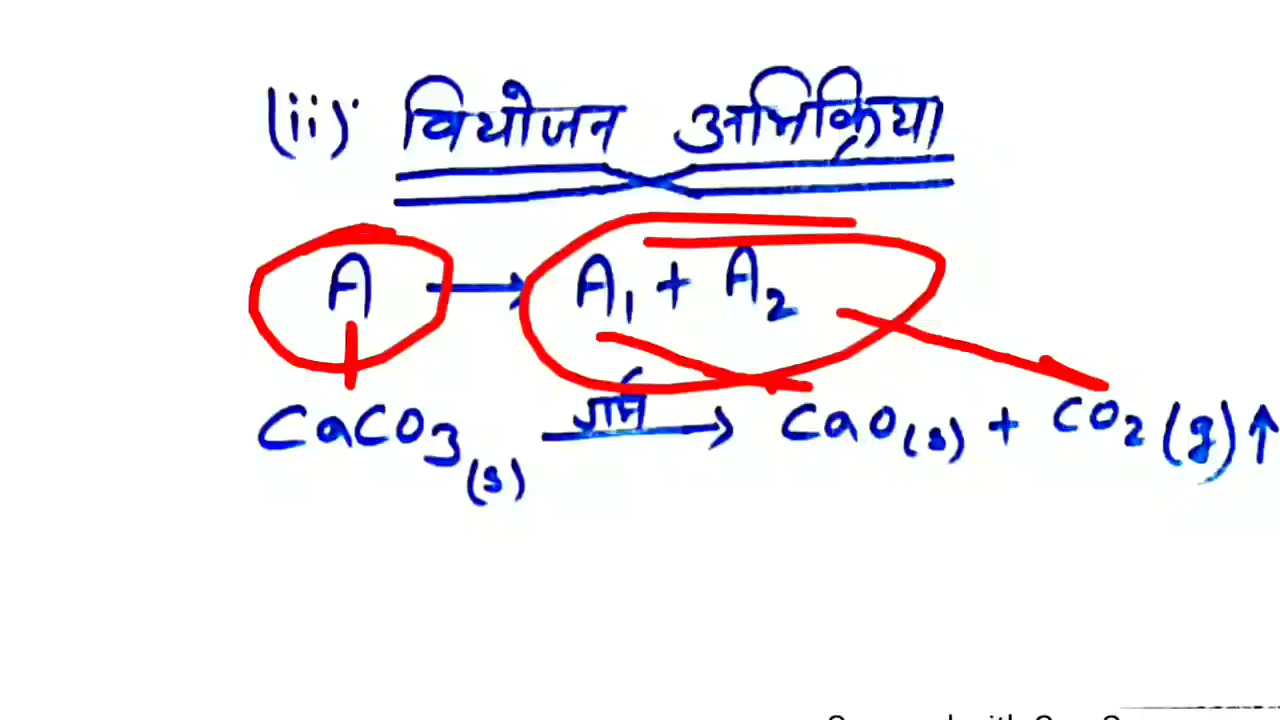 (ii) वियोजन अभिक्रिया
A → A₁ + A₂
CaCO₃(s) गर्म → CaO(s) + CO₂(g)↑